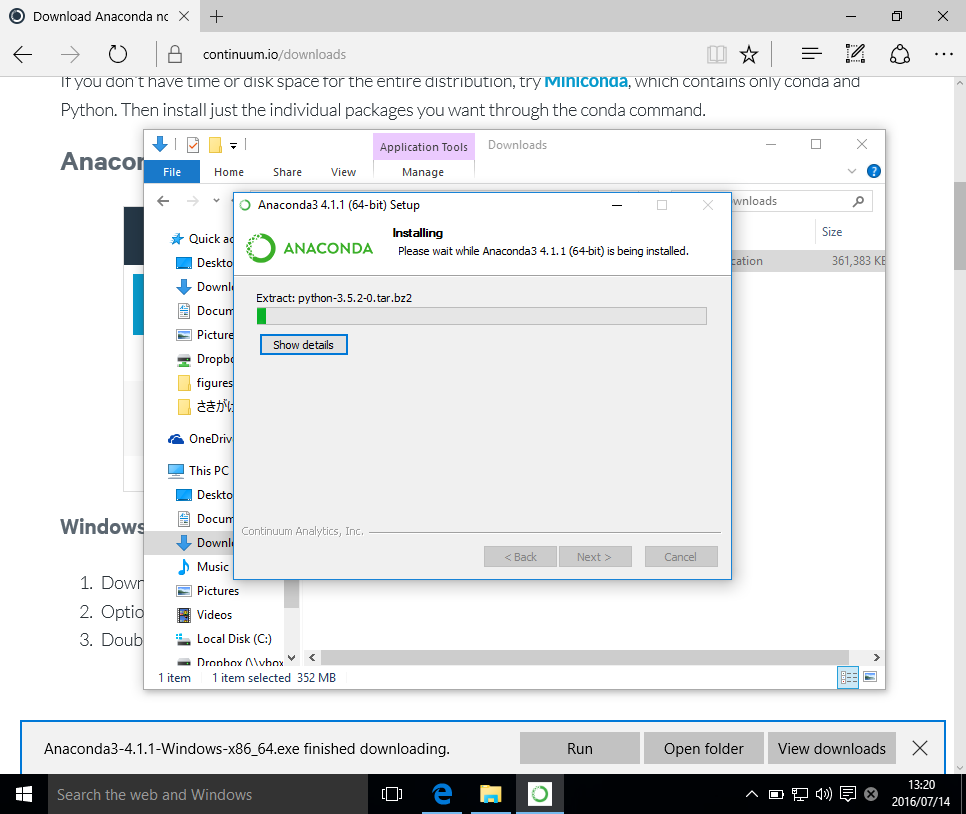 Download Anaconda no
continuum.io/downloads
If you don't have time or disk space for the entire distribution, try Miniconda, which contains only conda and
Python. Then install just the individual packages you want through the conda command.
Anacon
Application Tools
Downloads
File
Home
Share
View
Manage
wnloads
Size
cation
361,383 KB
Quick ac
Deskto
Downl
Docum
Picture
Dropbo
figures
さきがけ
OneDriv
This PC
Deskto
Docum
Downl
Music
Pictures
Videos
Local Disk (C:)
Dropbox (\\vbox
1 item
1 item selected 352 MB
Anaconda3 4.1.1 (64-bit) Setup
ANACONDA
Installing
Please wait while Anaconda3 4.1.1 (64-bit) is being installed.
Extract: python-3.5.2-0.tar.bz2
Show details
Continuum Analytics, Inc.
< Back
Next >
Cancel
Windows
1. Down
2. Optio
3. Doub
Anaconda3-4.1.1-Windows-x86_64.exe finished downloading.
Run
Open folder
View downloads
Search the web and Windows
13:20
2016/07/14